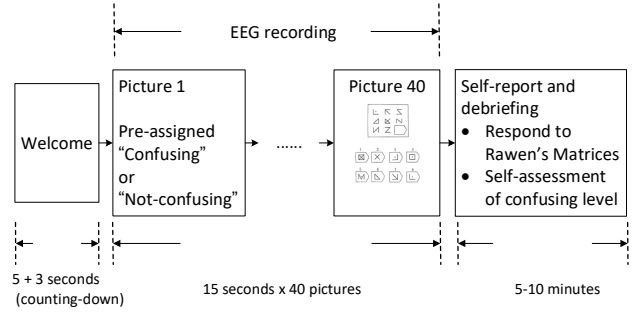 EEG recording
Welcome
Picture 1
Pre-assigned
“Confusing”
or
“Not-confusing”
......
Picture 40
Self-report and
debriefing
• Respond to
Rawen’s Matrices
• Self-assessment
of confusing level
5 + 3 seconds
(counting-down)
15 seconds x 40 pictures
5-10 minutes